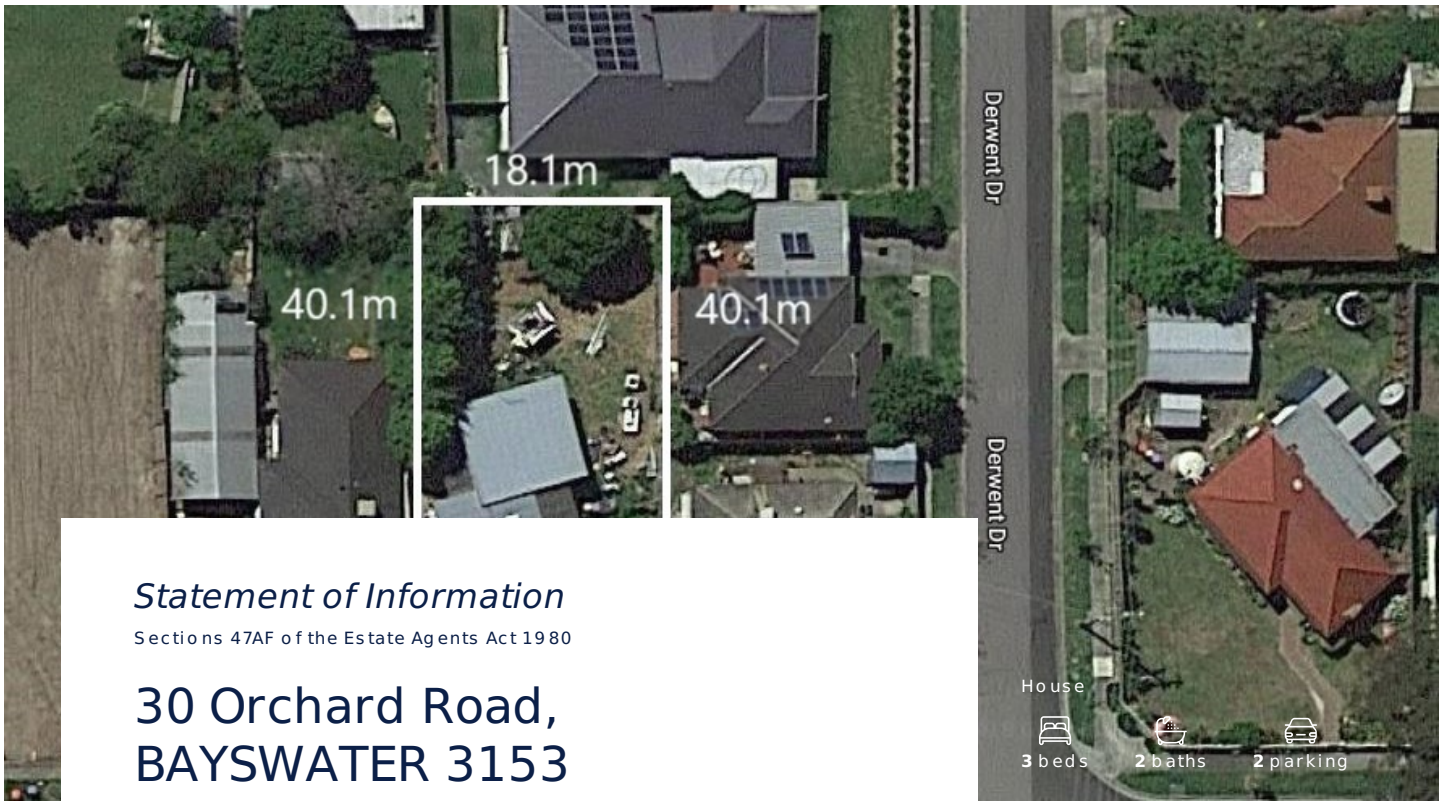 18.1m
Derwent Dr
40.1m
40.1m
Derwent Dr
Statement of Information
Sections 47AF of the Estate Agents Act 1980
30 Orchard Road,
BAYSWATER 3153
House
3 beds 2 baths 2 parking